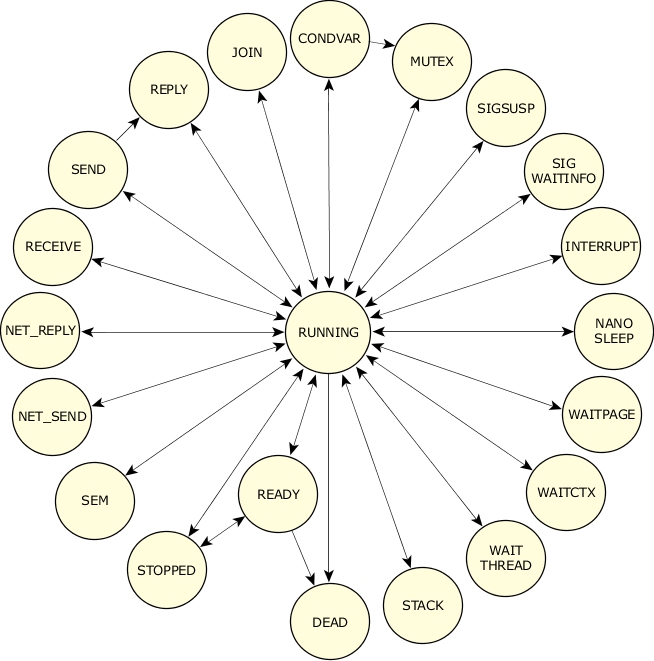 CONDVAR
JOIN
MUTEX
REPLY
SIGSUSP
SEND
SIG
WAITINFO
RECEIVE
INTERRUPT
NET_REPLY
RUNNING
NANO
SLEEP
NET_SEND
WAITPAGE
SEM
READY
WAITCTX
STOPPED
WAIT
THREAD
DEAD
STACK